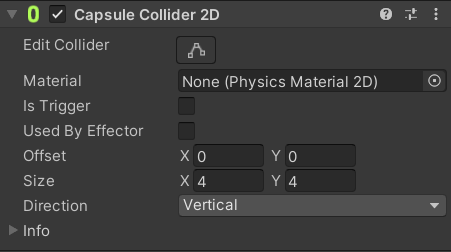 Capsule Collider 2D
Edit Collider
Material None (Physics Material 2D)
Is Trigger
Used By Effector
Offset X 0 Y 0
Size X 4 Y 4
Direction Vertical
Info